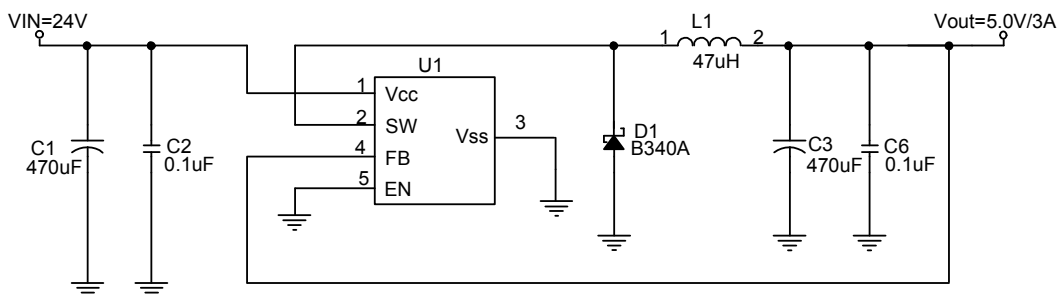 VIN=24V
L1
Vout=5.0V/3A
1
2
47uH
U1
1
Vcc
2
SW
Vss
3
4
FB
5
EN
C1
470uF
C2
0.1uF
D1
B340A
C3
470uF
C6
0.1uF